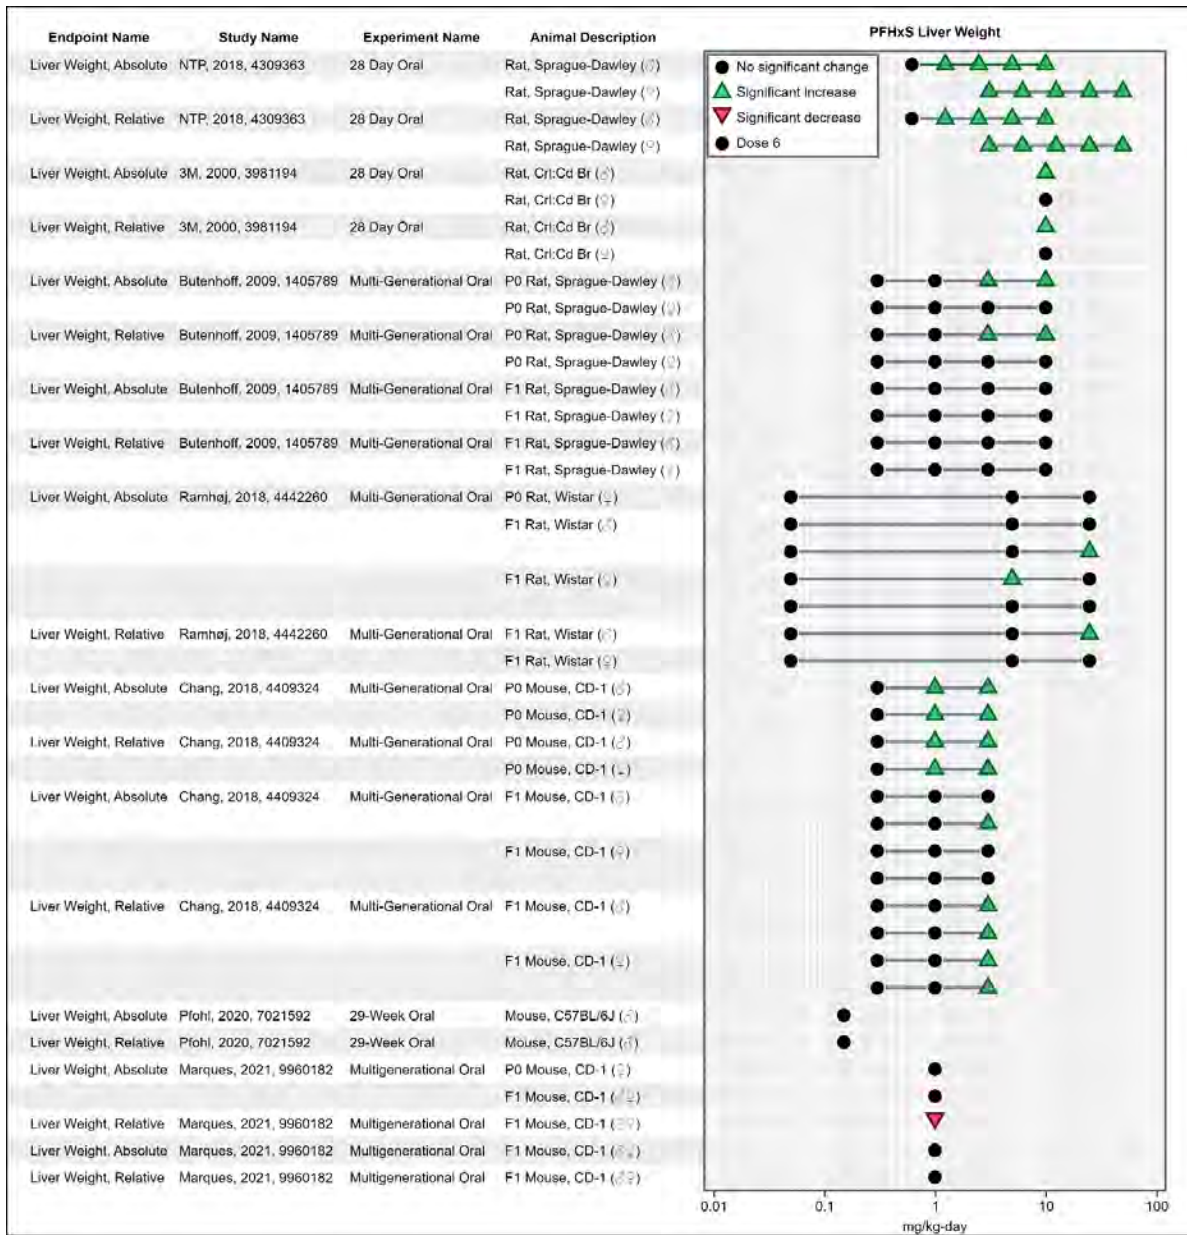 PFHxS Liver Weight
Endpoint Name Study Name Experiment Name Animal Description
No significant change
Significant increase
Significant decrease
Dose 6
Liver Weight, Absolute NTP, 2018, 4309363 28 Day Oral Rat, Sprague-Dawley (♂)
Rat, Sprague-Dawley (♀)
Liver Weight, Relative NTP, 2018, 4309363 28 Day Oral Rat, Sprague-Dawley (♂)
Rat, Sprague-Dawley (♀)
Liver Weight, Absolute 3M, 2000, 3981194 28 Day Oral Rat, Crl:Cd Br (♂)
Rat, Crl:Cd Br (♀)
Liver Weight, Relative 3M, 2000, 3981194 28 Day Oral Rat, Crl:Cd Br (♂)
Rat, Crl:Cd Br (♀)
Liver Weight, Absolute Butenhoff, 2009, 1405789 Multi-Generational Oral P0 Rat, Sprague-Dawley (♂)
P0 Rat, Sprague-Dawley (♀)
Liver Weight, Relative Butenhoff, 2009, 1405789 Multi-Generational Oral P0 Rat, Sprague-Dawley (♂)
P0 Rat, Sprague-Dawley (♀)
Liver Weight, Absolute Butenhoff, 2009, 1405789 Multi-Generational Oral F1 Rat, Sprague-Dawley (♂)
F1 Rat, Sprague-Dawley (♀)
Liver Weight, Relative Butenhoff, 2009, 1405789 Multi-Generational Oral F1 Rat, Sprague-Dawley (♂)
F1 Rat, Sprague-Dawley (♀)
Liver Weight, Absolute Ramhøj, 2018, 4442260 Multi-Generational Oral P0 Rat, Wistar (♀)
F1 Rat, Wistar (♂)
F1 Rat, Wistar (♀)
Liver Weight, Relative Ramhøj, 2018, 4442260 Multi-Generational Oral F1 Rat, Wistar (♂)
F1 Rat, Wistar (♀)
Liver Weight, Absolute Chang, 2018, 4409324 Multi-Generational Oral P0 Mouse, CD-1 (♂)
P0 Mouse, CD-1 (♀)
Liver Weight, Relative Chang, 2018, 4409324 Multi-Generational Oral P0 Mouse, CD-1 (♂)
P0 Mouse, CD-1 (♀)
Liver Weight, Absolute Chang, 2018, 4409324 Multi-Generational Oral F1 Mouse, CD-1 (♂)
F1 Mouse, CD-1 (♀)
Liver Weight, Relative Chang, 2018, 4409324 Multi-Generational Oral F1 Mouse, CD-1 (♂)
F1 Mouse, CD-1 (♀)
Liver Weight, Absolute Pfohl, 2020, 7021592 29-Week Oral Mouse, C57BL/6J (♂)
Liver Weight, Relative Pfohl, 2020, 7021592 29-Week Oral Mouse, C57BL/6J (♂)
Liver Weight, Absolute Marques, 2021, 9960182 Multigenerational Oral P0 Mouse, CD-1 (♀)
F1 Mouse, CD-1 (♂♀)
Liver Weight, Relative Marques, 2021, 9960182 Multigenerational Oral F1 Mouse, CD-1 (♂♀)
Liver Weight, Absolute Marques, 2021, 9960182 Multigenerational Oral F1 Mouse, CD-1 (♂♀)
Liver Weight, Relative Marques, 2021, 9960182 Multigenerational Oral F1 Mouse, CD-1 (♂♀)
0.01 0.1 1 10 100
mg/kg-day